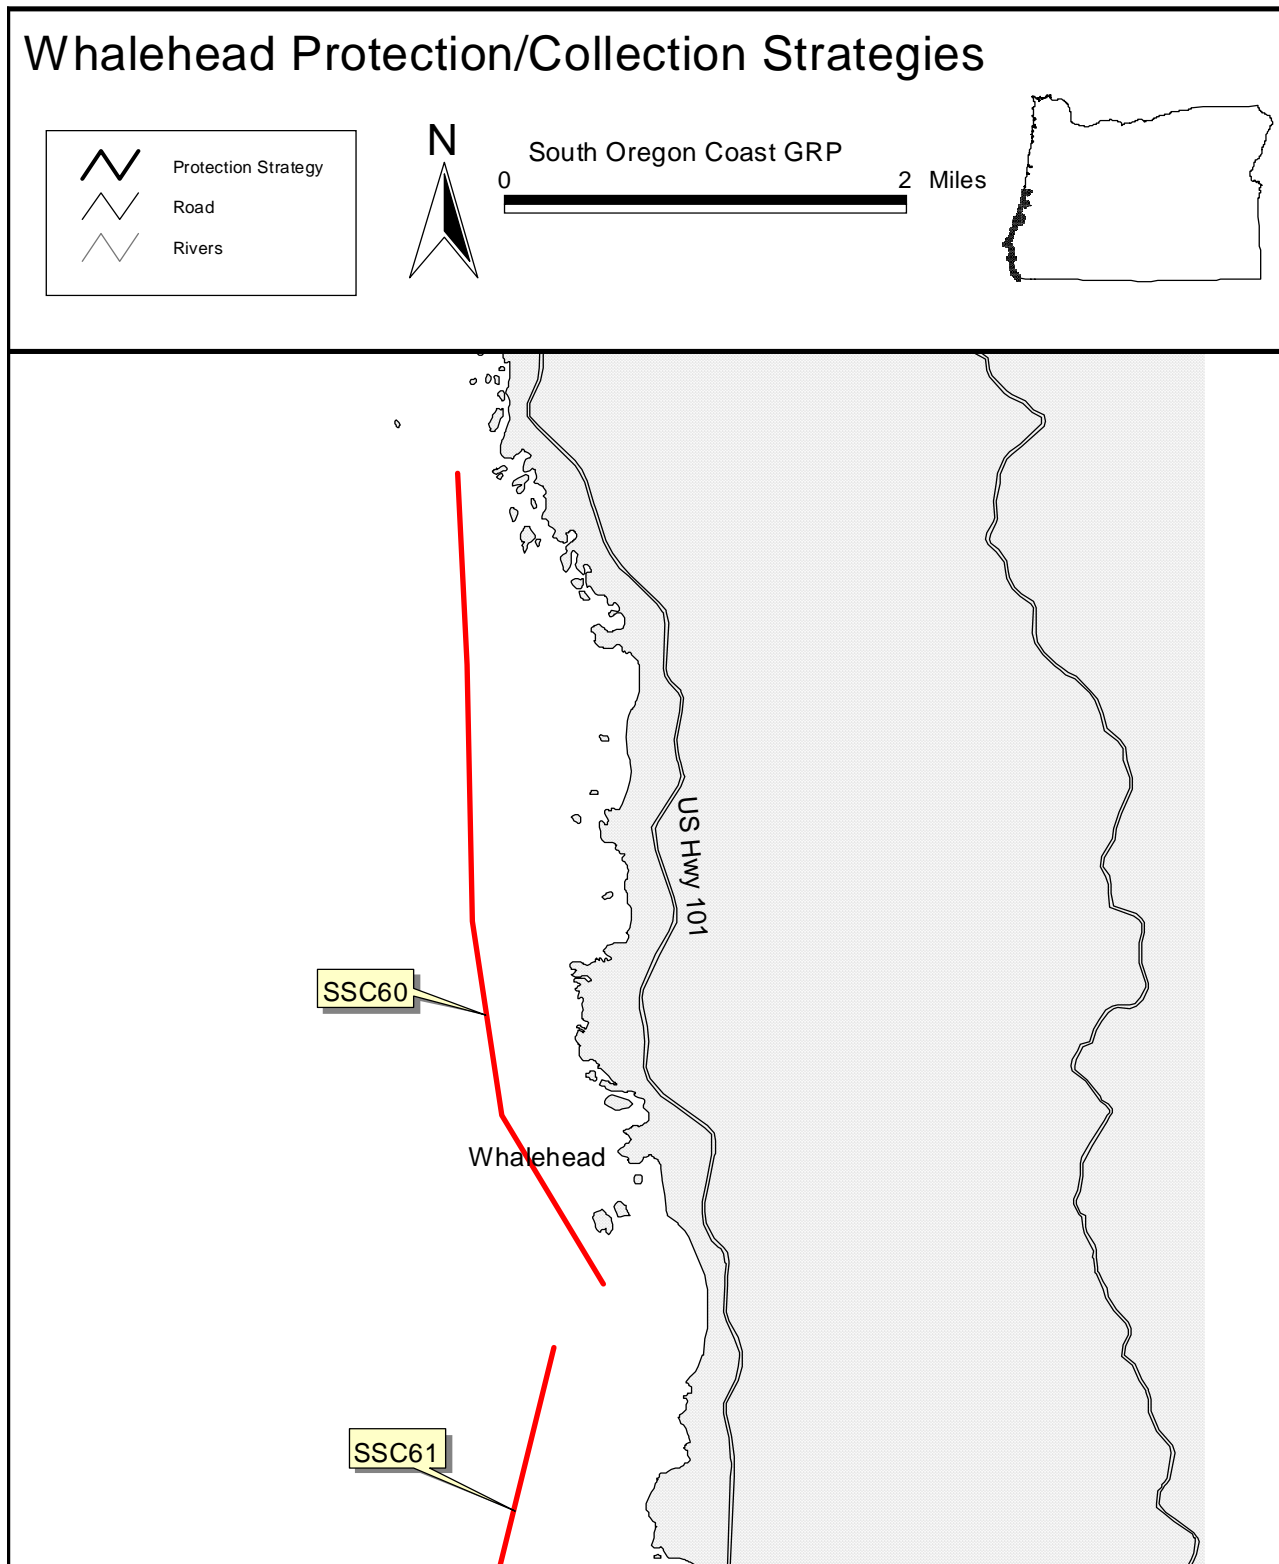 Whalehead Protection/Collection Strategies
Protection Strategy
Road
Rivers
N
South Oregon Coast GRP
0 2 Miles
US Hwy 101
SSC60
Whalehead
SSC61